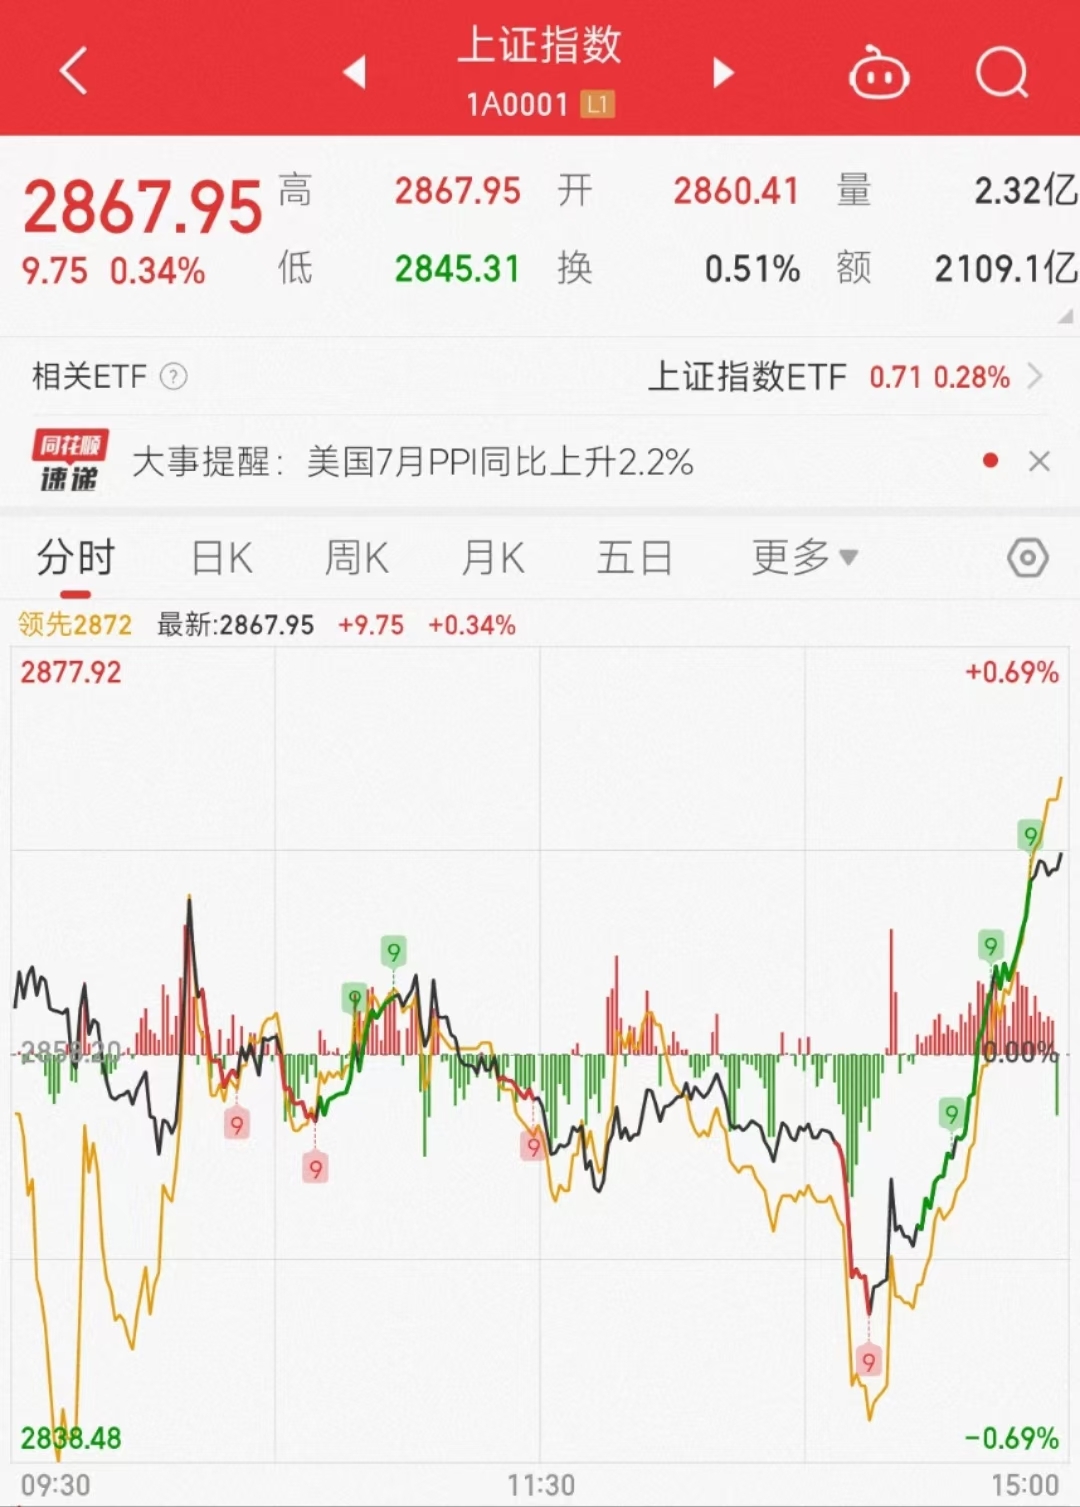 上证指数
1A0001 L1
2867.95 高 2867.95 开 2860.41 量 2.32亿
9.75 0.34% 低 2845.31 换 0.51% 额 2109.1亿
相关ETF ? 上证指数ETF 0.71 0.28%
同花顺
速递
大事提醒：美国7月PPI同比上升2.2%
分时 日K 周K 月K 五日 更多
领先2872 最新:2867.95 +9.75 +0.34%
2877.92 +0.69%
9
9
9
9
2858.20 0.00%
9
9
9
9
9
2838.48 -0.69%
09:30 11:30 15:00